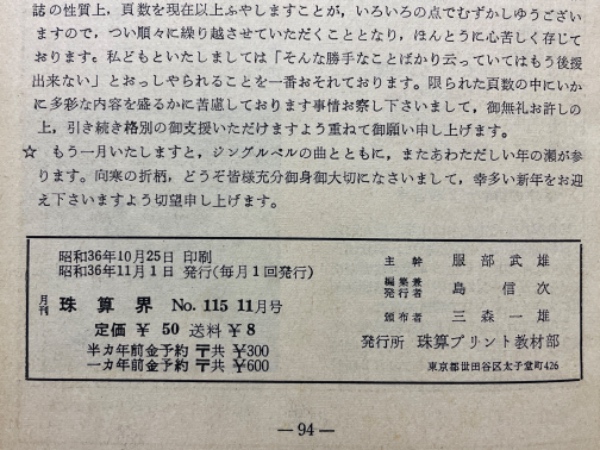 誌の性質上，頁数を現在以上ふやしますことが，いろいろの点でむずかしゆうござい
ますので，つい順々に繰り越させていただくこととなり，ほんとうに心苦しく存じて
おります。私どもといたしましては「そんな勝手なことばかり云っていてはもう後援
出来ない」とおっしやられることを一番おそれております。限られた頁数の中にいか
に多彩な内容を盛るかに苦慮しております事情お察し下さいまして，御無礼お許しの
上，引き続き格別の御支援いただけますよう重ねて御願い申し上げます。
☆ もう一月いたしますと，ジングルベルの曲とともに，またあわただしい年の瀬が参
ります。向寒の折柄，どうぞ皆様充分御身御大切になさいまして，幸多い新年をお迎
え下さいますよう切望申し上げます。
昭和36年10月25日 印刷
昭和36年11月1日 発行(毎月1回発行)
月刊 珠算界 No. 115 11月号
定価 ￥50 送料 ￥8
半カ年前金予約 〒共 ￥300
一カ年前金予約 〒共 ￥600
主幹 服部武雄
編集兼発行者 島信次
頒布者 三森一雄
発行所 珠算プリント教材部
東京都世田谷区太子堂町426
—94—